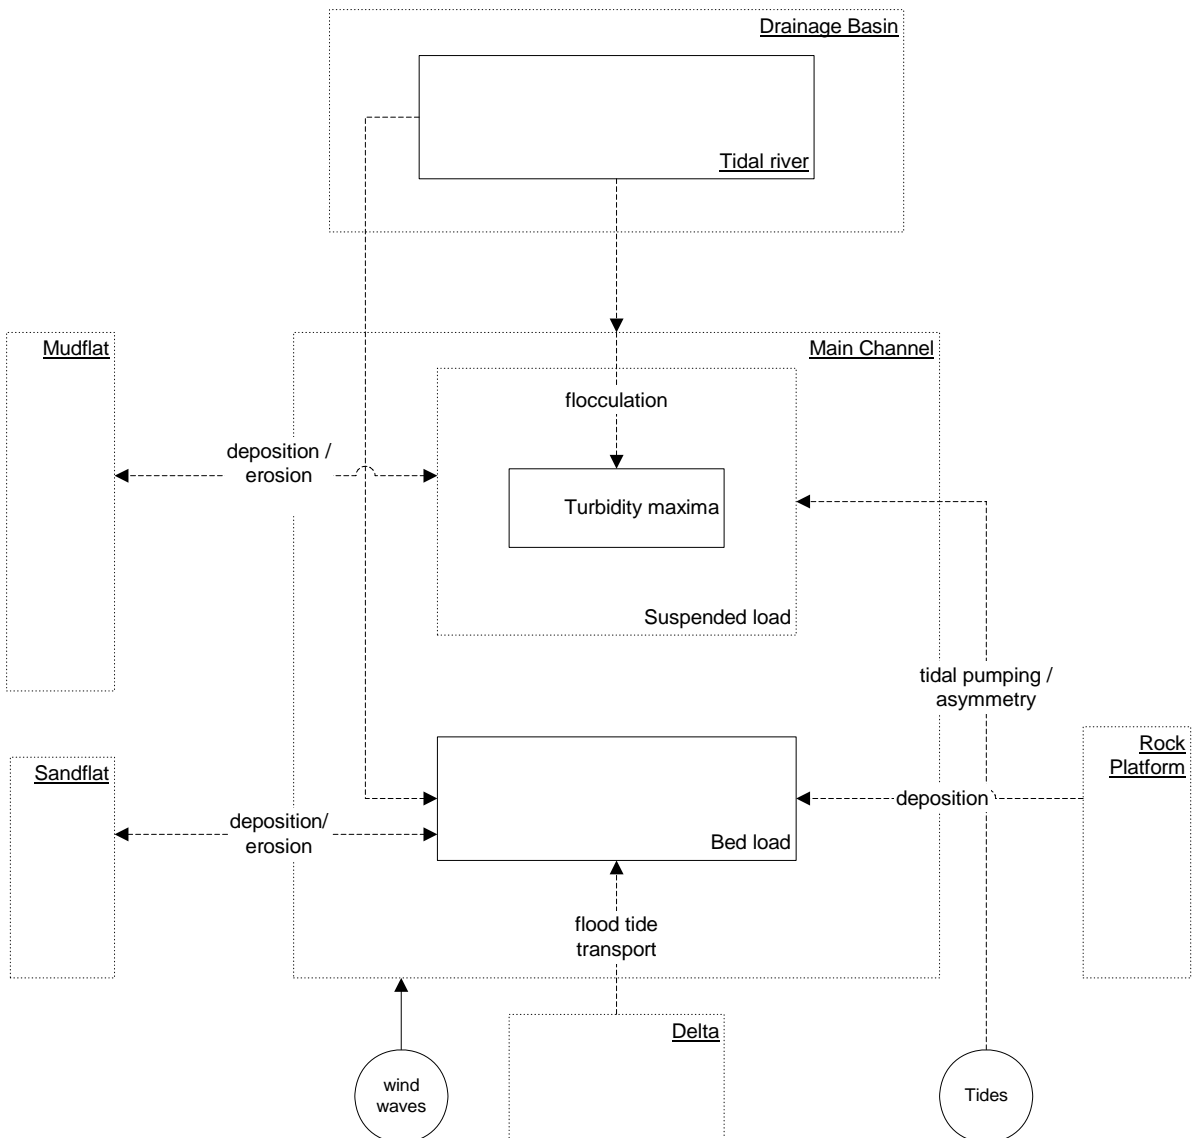 Drainage Basin
Tidal river
Mudflat
Main Channel
flocculation
deposition /
erosion
Turbidity maxima
Suspended load
tidal pumping /
asymmetry
Rock
Platform
Sandflat
deposition
deposition/
erosion
Bed load
flood tide
transport
Delta
wind
waves
Tides